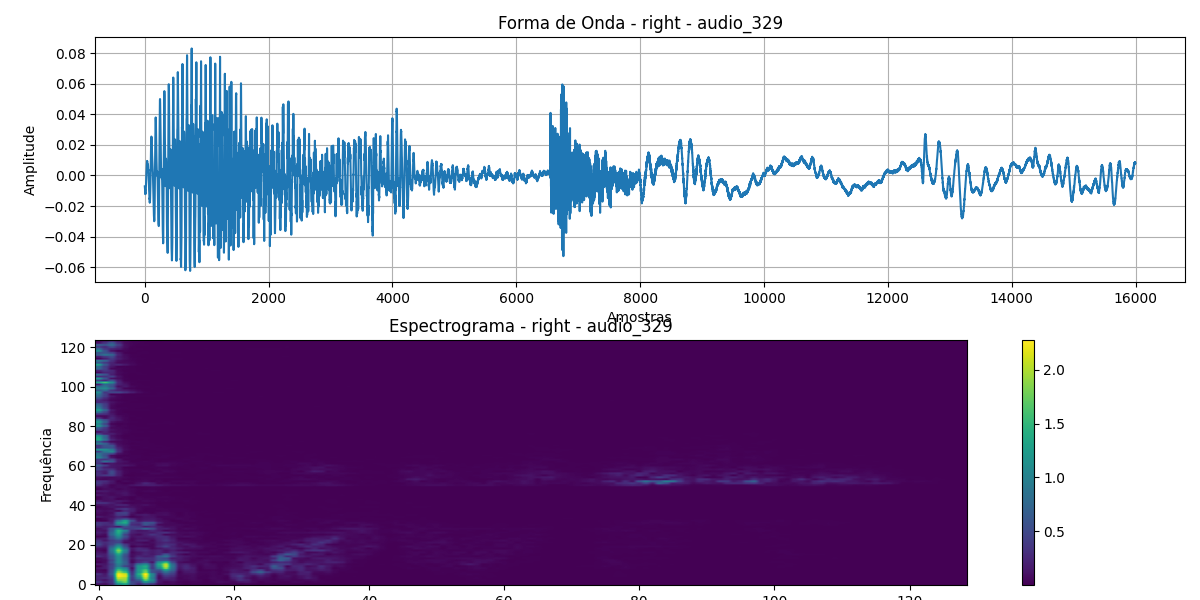 Forma de Onda - right - audio_329
Amplitude
0.08
0.06
0.04
0.02
0.00
−0.02
−0.04
−0.06
0 2000 4000 6000 8000 10000 12000 14000 16000
Amostras
Espectrograma - right - audio_329
Frequência
120
100
80
60
40
20
0
0 20 40 60 80 100 120
2.0
1.5
1.0
0.5